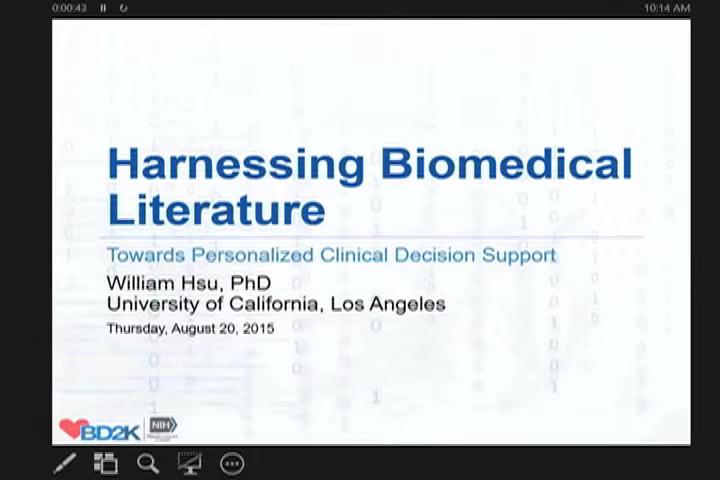 0:00:43
10:14 AM
Harnessing Biomedical
Literature
Towards Personalized Clinical Decision Support
William Hsu, PhD
University of California, Los Angeles
Thursday, August 20, 2015
BD2K
NIH